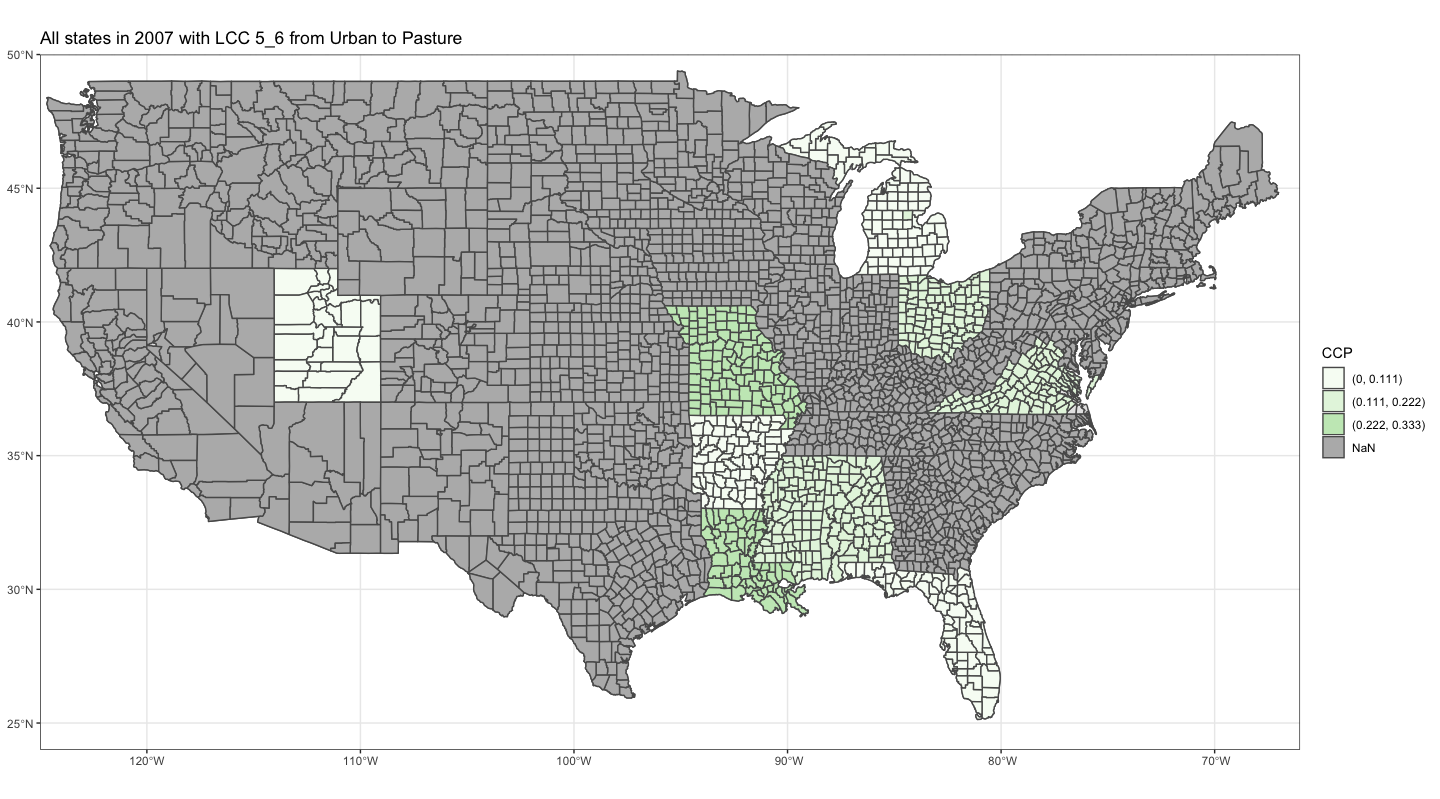 All states in 2007 with LCC 5_6 from Urban to Pasture
50°N
45°N
40°N
35°N
30°N
25°N
120°W
110°W
100°W
90°W
80°W
70°W
CCP
(0, 0.111)
(0.111, 0.222)
(0.222, 0.333)
NaN